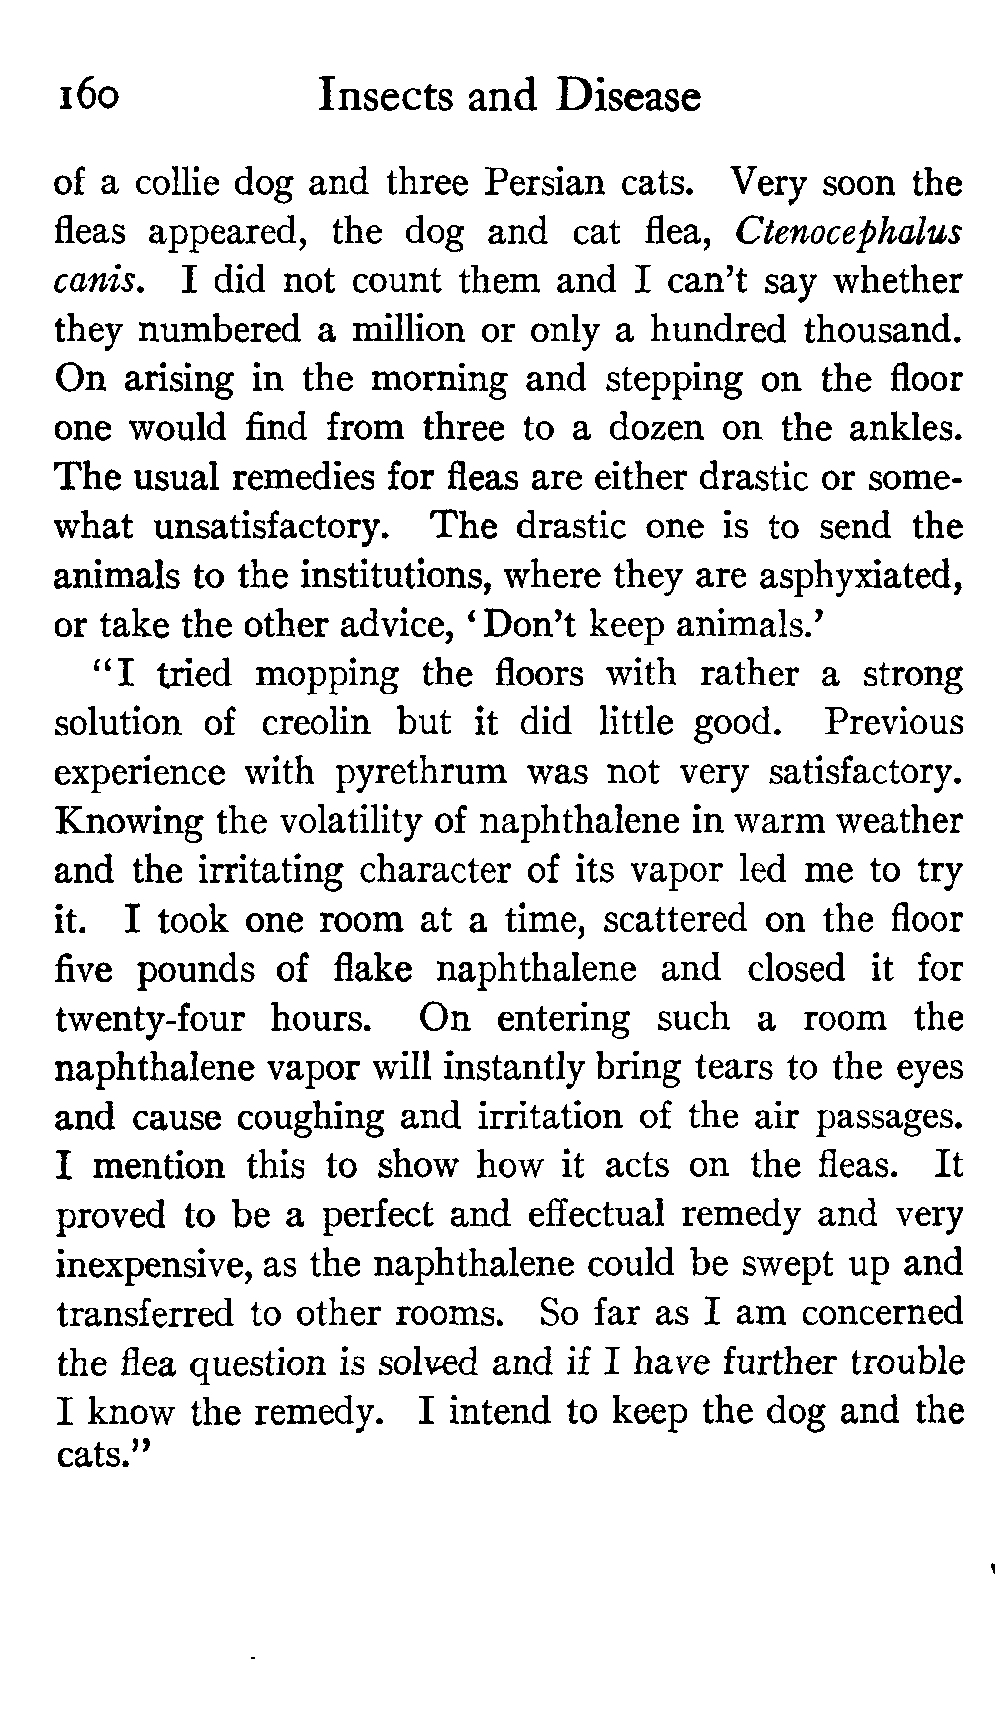 160 Insects and Disease
of a collie dog and three Persian cats. Very soon the
fleas appeared, the dog and cat flea, Ctenocephalus
canis. I did not count them and I can't say whether
they numbered a million or only a hundred thousand.
On arising in the morning and stepping on the floor
one would find from three to a dozen on the ankles.
The usual remedies for fleas are either drastic or some-
what unsatisfactory. The drastic one is to send the
animals to the institutions, where they are asphyxiated,
or take the other advice, 'Don't keep animals.'
"I tried mopping the floors with rather a strong
solution of creolin but it did little good. Previous
experience with pyrethrum was not very satisfactory.
Knowing the volatility of naphthalene in warm weather
and the irritating character of its vapor led me to try
it. I took one room at a time, scattered on the floor
five pounds of flake naphthalene and closed it for
twenty-four hours. On entering such a room the
naphthalene vapor will instantly bring tears to the eyes
and cause coughing and irritation of the air passages.
I mention this to show how it acts on the fleas. It
proved to be a perfect and effectual remedy and very
inexpensive, as the naphthalene could be swept up and
transferred to other rooms. So far as I am concerned
the flea question is solved and if I have further trouble
I know the remedy. I intend to keep the dog and the
cats."